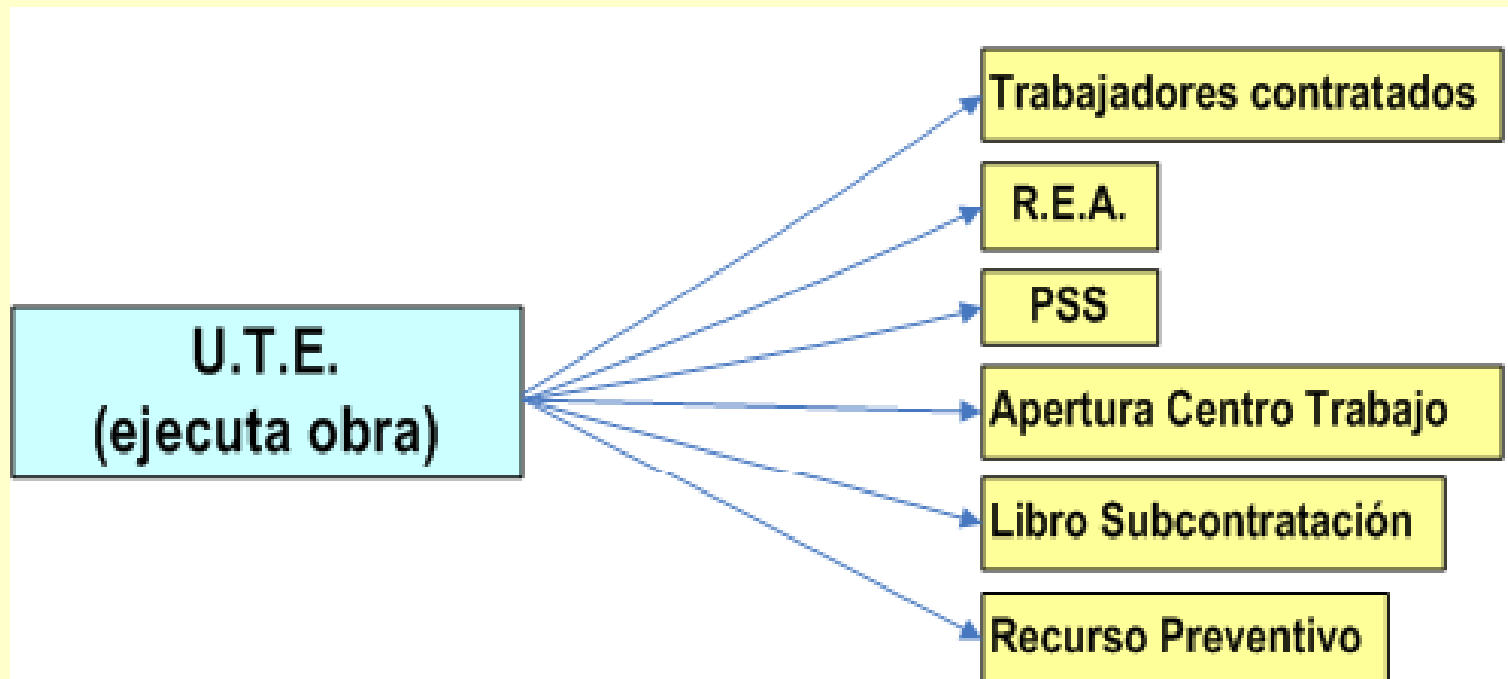 U.T.E.
(ejecuta obra)
Trabajadores contratados
R.E.A.
PSS
Apertura Centro Trabajo
Libro Subcontratación
Recurso Preventivo